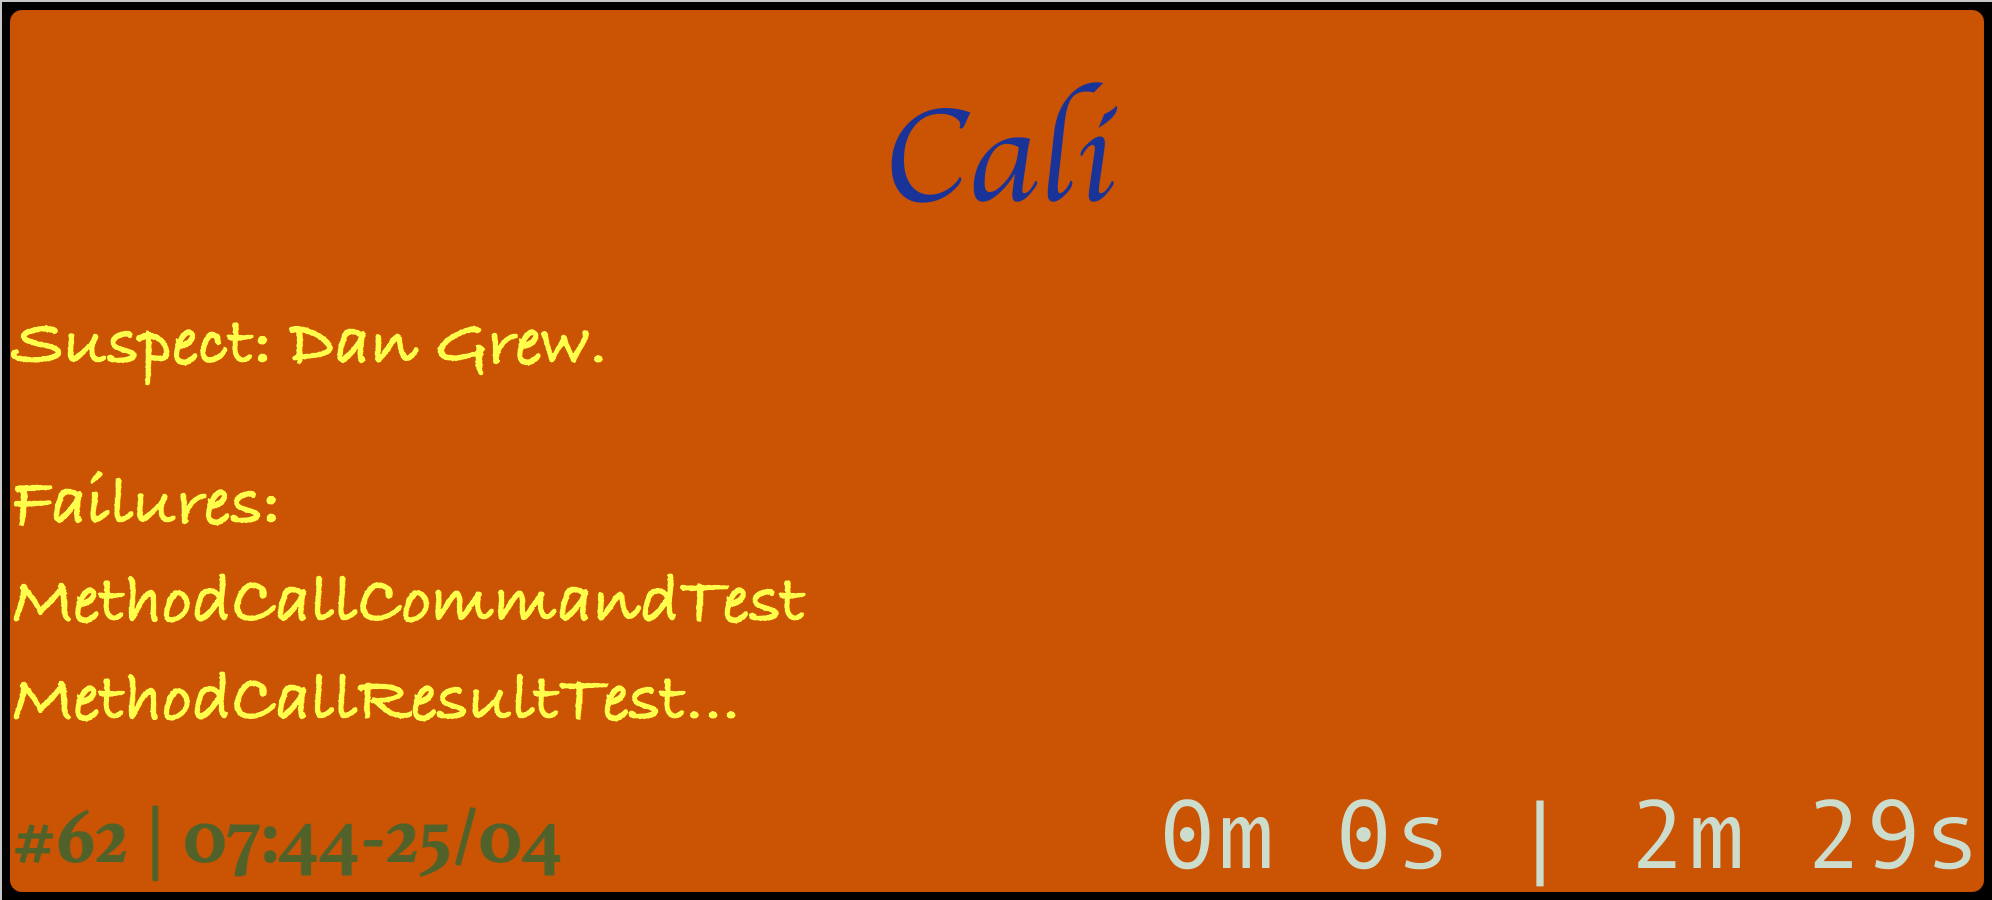 Cali
Suspect: Dan Grew.
Failures:
MethodCallCommandTest
MethodCallResultTest...
#62 | 07:44-25/04
0m 0s | 2m 29s